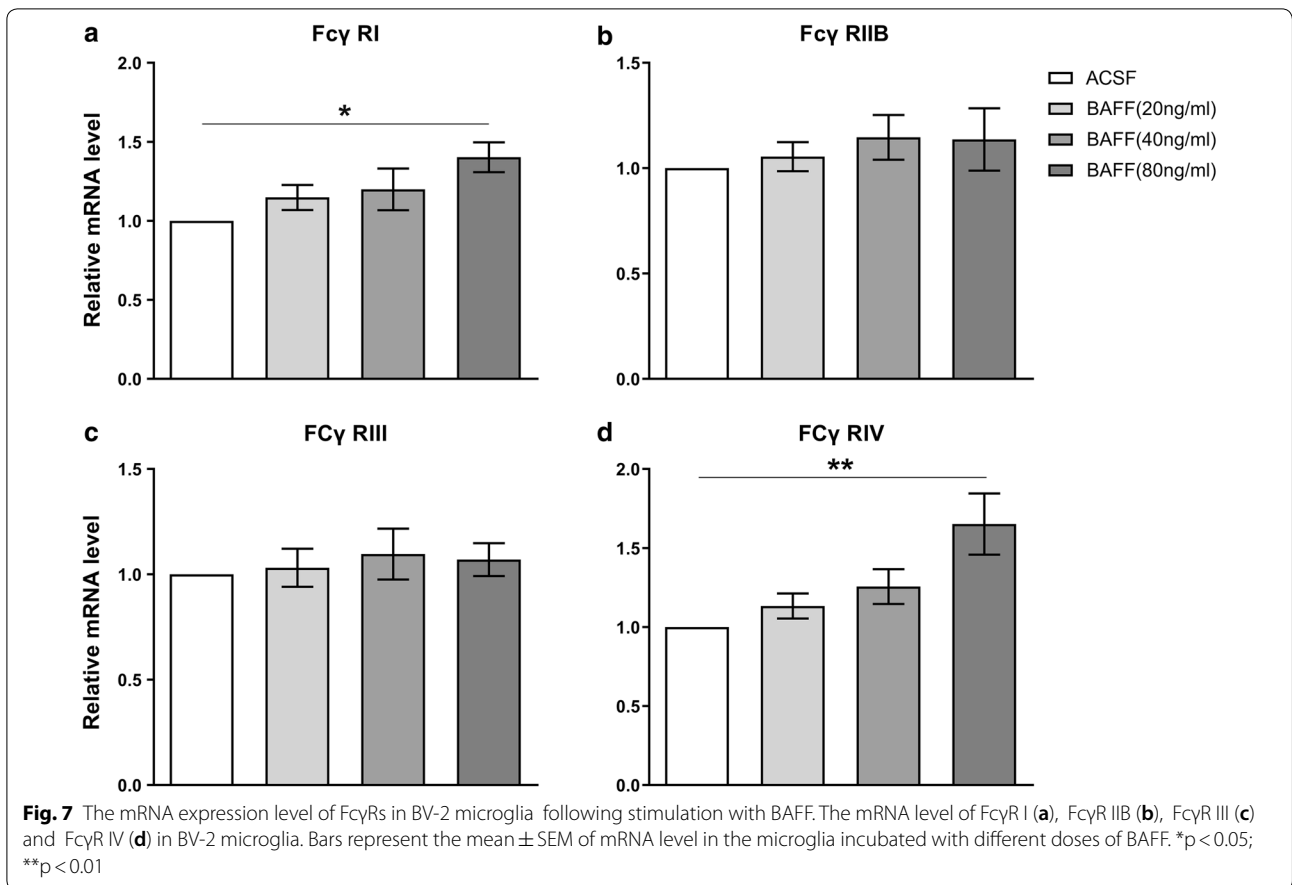 a
Fcγ RI
Relative mRNA level
2.0
1.5
1.0
0.5
0.0
*
b
Fcγ RIIB
1.5
1.0
0.5
0.0
ACSF
BAFF(20ng/ml)
BAFF(40ng/ml)
BAFF(80ng/ml)
c
FCγ RIII
Relative mRNA level
1.5
1.0
0.5
0.0
d
FCγ RIV
2.0
1.5
1.0
0.5
0.0
**
Fig. 7 The mRNA expression level of FcγRs in BV-2 microglia following stimulation with BAFF. The mRNA level of FcγR I (a), FcγR IIB (b), FcγR III (c)
and FcγR IV (d) in BV-2 microglia. Bars represent the mean ± SEM of mRNA level in the microglia incubated with different doses of BAFF. *p < 0.05;
**p < 0.01